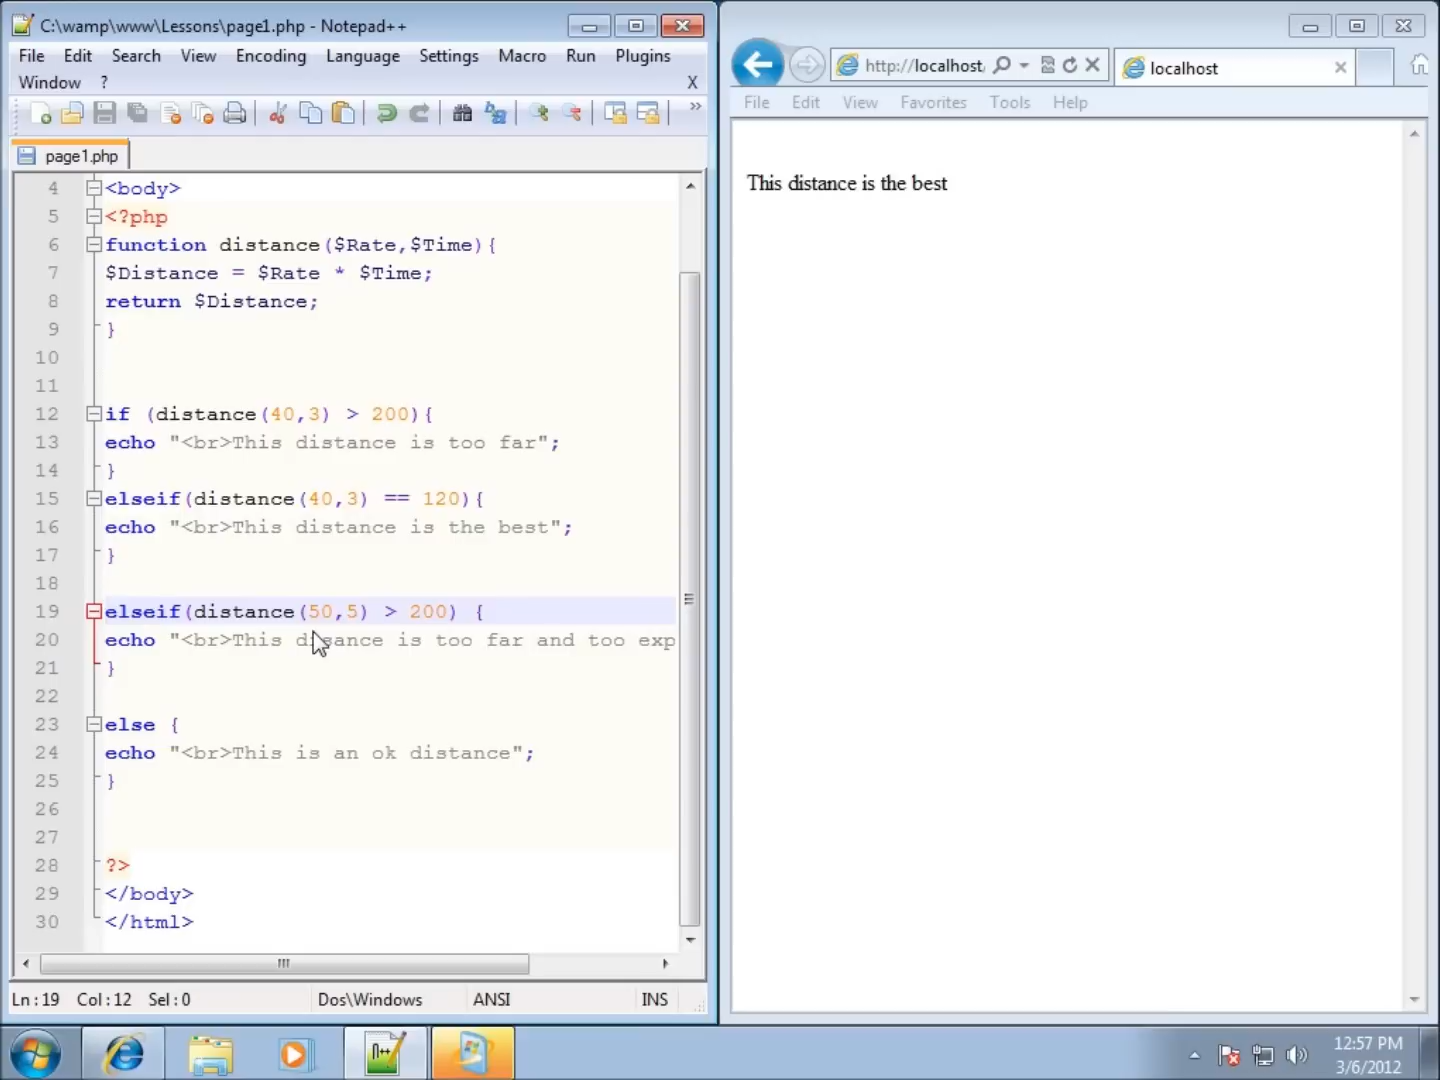 C:\wamp\www\Lessons\page1.php - Notepad++
File Edit Search View Encoding Language Settings Macro Run Plugins
Window ? X
page1.php
4 <body>
5 <?php
6 function distance($Rate,$Time){
7 $Distance = $Rate * $Time;
8 return $Distance;
9 }
10
11
12 if (distance(40,3) > 200){
13 echo "<br>This distance is too far";
14 }
15 elseif(distance(40,3) == 120){
16 echo "<br>This distance is the best";
17 }
18
19 elseif(distance(50,5) > 200) {
20 echo "<br>This disance is too far and too exp
21 }
22
23 else {
24 echo "<br>This is an ok distance";
25 }
26
27
28 ?>
29 </body>
30 </html>
Ln:19 Col:12 Sel:0 Dos\Windows ANSI INS
http://localhost,
localhost
File Edit View Favorites Tools Help
This distance is the best
12:57 PM
3/6/2012